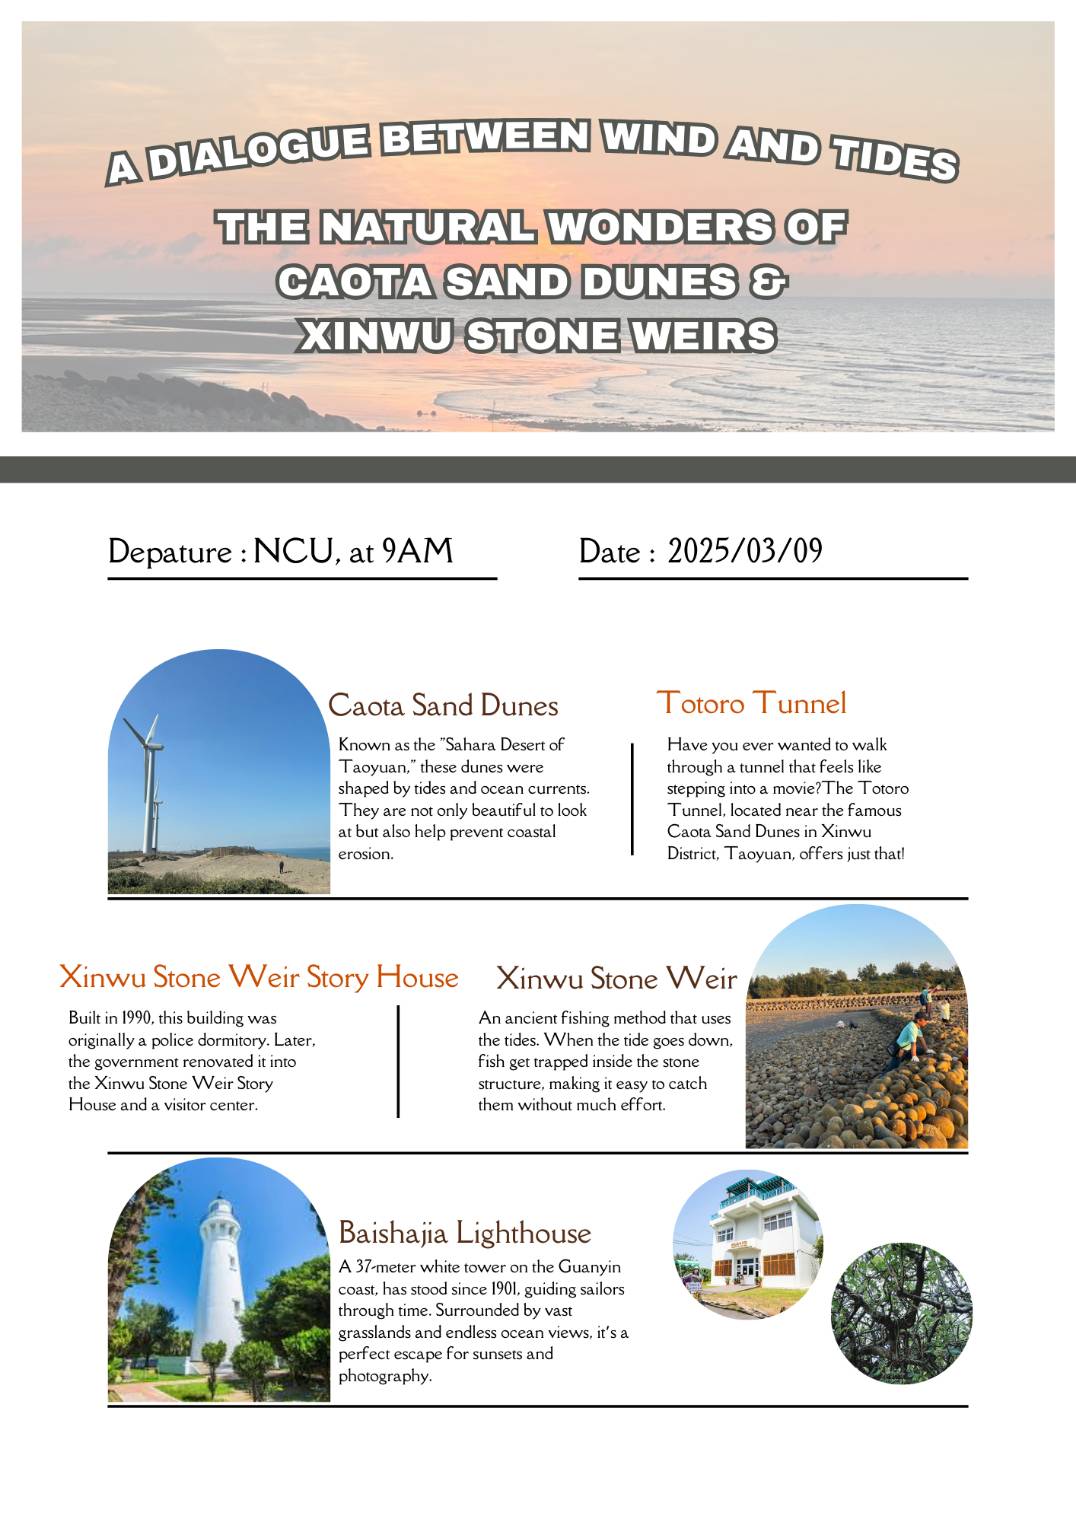 A DIALOGUE BETWEEN WIND AND TIDES
THE NATURAL WONDERS OF
CAOTA SAND DUNES &
XINWU STONE WEIRS
Depature : NCU, at 9AM
Date : 2025/03/09
Caota Sand Dunes
Known as the "Sahara Desert of
Taoyuan," these dunes were
shaped by tides and ocean currents.
They are not only beautiful to look
at but also help prevent coastal
erosion.
Totoro Tunnel
Have you ever wanted to walk
through a tunnel that feels like
stepping into a movie?The Totoro
Tunnel, located near the famous
Caota Sand Dunes in Xinwu
District, Taoyuan, offers just that!
Xinwu Stone Weir Story House
Built in 1990, this building was
originally a police dormitory. Later,
the government renovated it into
the Xinwu Stone Weir Story
House and a visitor center.
Xinwu Stone Weir
An ancient fishing method that uses
the tides. When the tide goes down,
fish get trapped inside the stone
structure, making it easy to catch
them without much effort.
Baishajia Lighthouse
A 37-meter white tower on the Guanyin
coast, has stood since 1901, guiding sailors
through time. Surrounded by vast
grasslands and endless ocean views, it's a
perfect escape for sunsets and
photography.